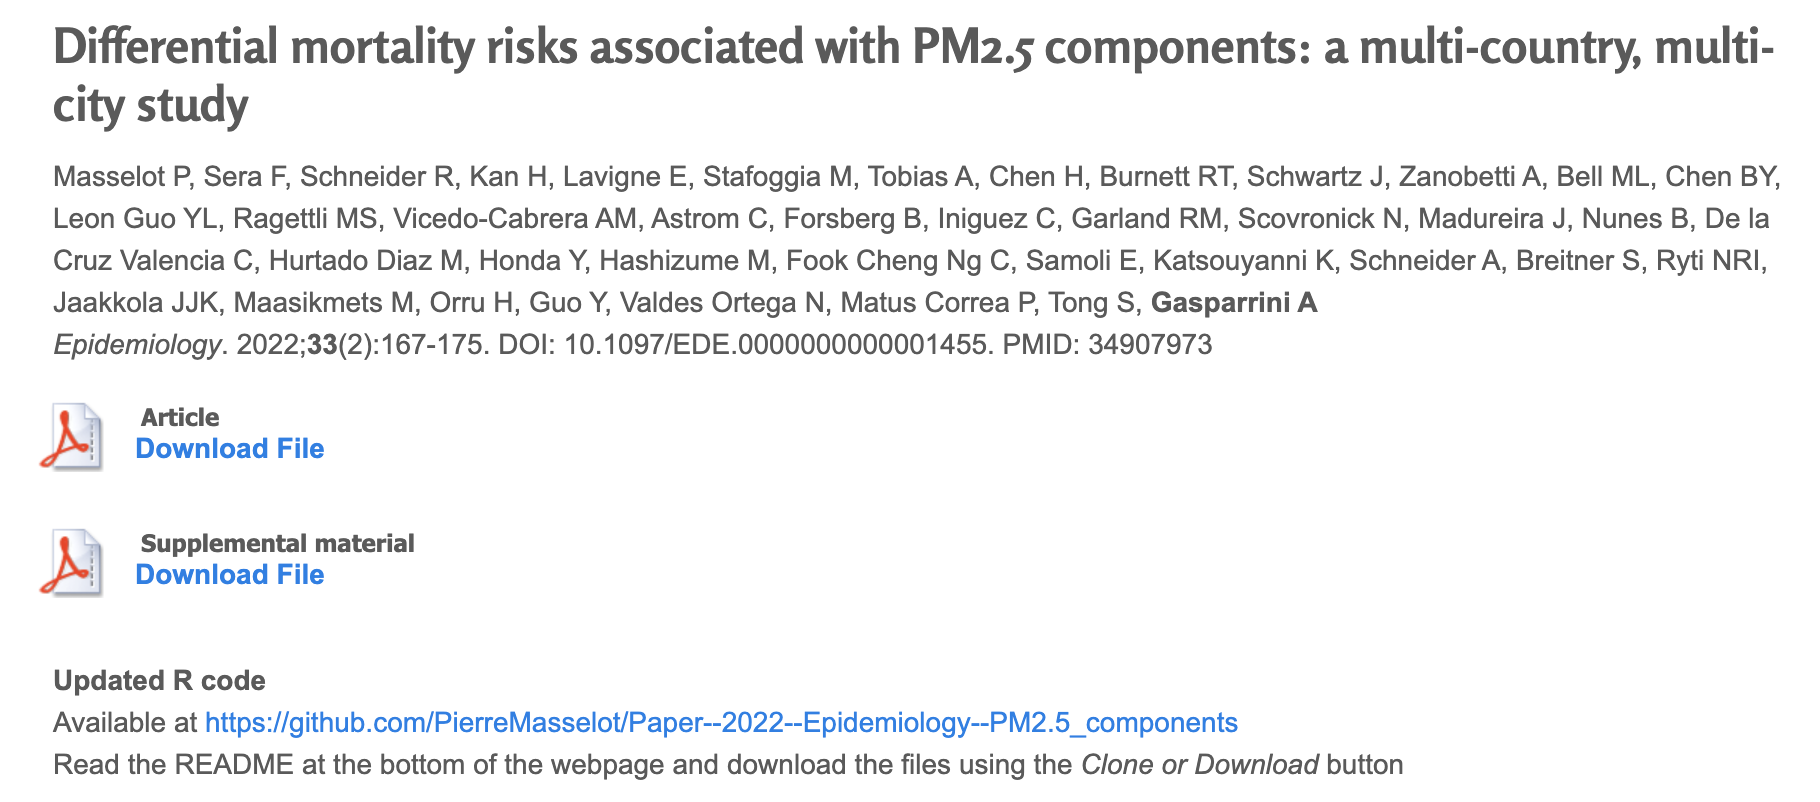 Differential mortality risks associated with PM2.5 components: a multi-country, multi-
city study
Masselot P, Sera F, Schneider R, Kan H, Lavigne E, Stafoggia M, Tobias A, Chen H, Burnett RT, Schwartz J, Zanobetti A, Bell ML, Chen BY,
Leon Guo YL, Ragettli MS, Vicedo-Cabrera AM, Astrom C, Forsberg B, Iniguez C, Garland RM, Scovronick N, Madureira J, Nunes B, De la
Cruz Valencia C, Hurtado Diaz M, Honda Y, Hashizume M, Fook Cheng Ng C, Samoli E, Katsouyanni K, Schneider A, Breitner S, Ryti NRI,
Jaakkola JJK, Maasikmets M, Orru H, Guo Y, Valdes Ortega N, Matus Correa P, Tong S, Gasparrini A
Epidemiology. 2022;33(2):167-175. DOI: 10.1097/EDE.0000000000001455. PMID: 34907973
Article
Download File
Supplemental material
Download File
Updated R code
Available at https://github.com/PierreMasselot/Paper--2022--Epidemiology--PM2.5_components
Read the README at the bottom of the webpage and download the files using the Clone or Download button